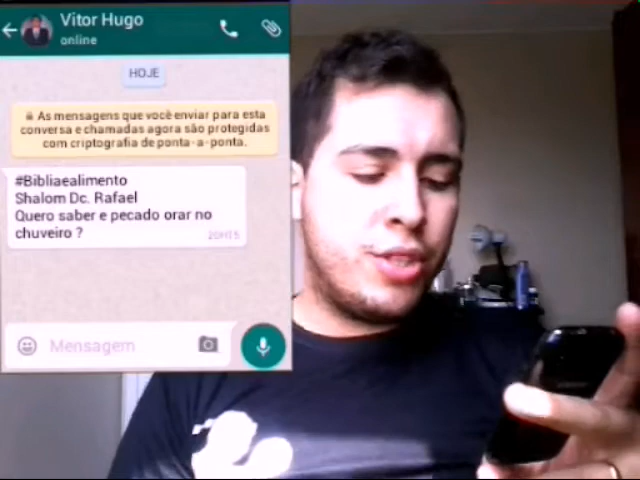 Vitor Hugo
online
HOJE
As mensagens que você enviar para esta
conversa e chamadas agora são protegidas
com criptografia de ponta-a-ponta.
#Bibliaealimento
Shalom Dc. Rafael
Quero saber e pecado orar no
chuveiro ?
20H15
Mensagem